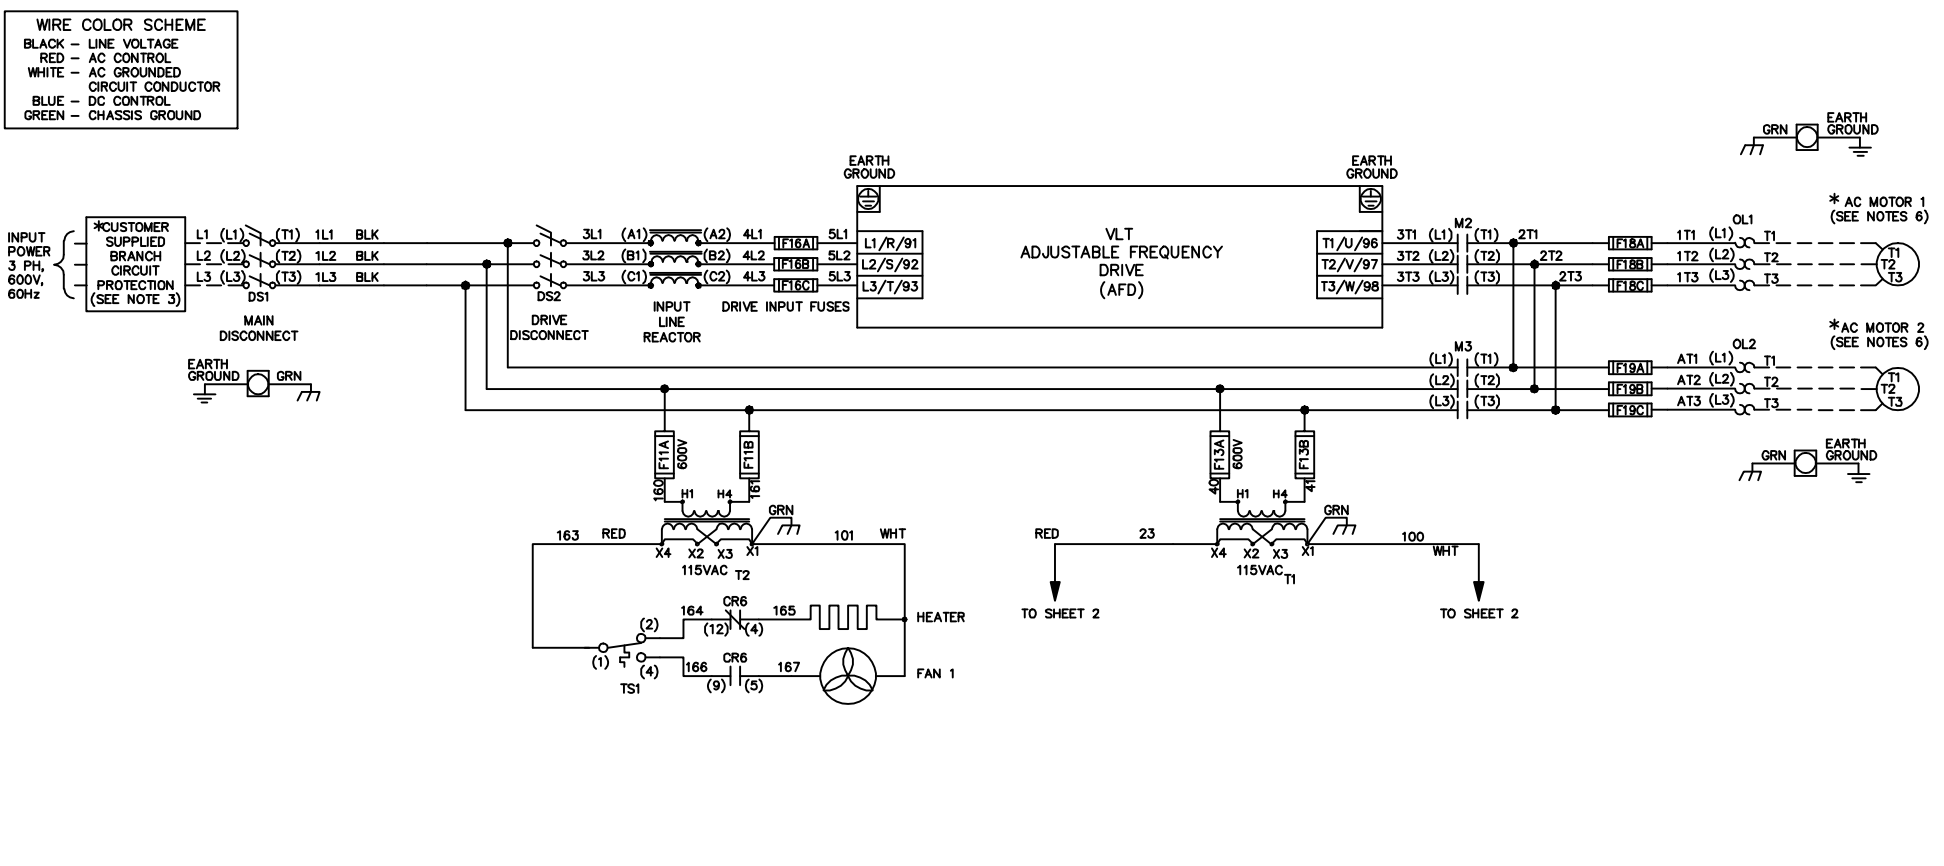 WIRE COLOR SCHEME
BLACK – LINE VOLTAGE
RED – AC CONTROL
WHITE – AC GROUNDED
CIRCUIT CONDUCTOR
BLUE – DC CONTROL
GREEN – CHASSIS GROUND
GRN
EARTH
GROUND
EARTH
GROUND
EARTH
GROUND
INPUT
POWER
3 PH,
600V,
60Hz
*CUSTOMER
SUPPLIED
BRANCH
CIRCUIT
PROTECTION
(SEE NOTE 3)
L1 (L1) (T1) 1L1 BLK
L2 (L2) (T2) 1L2 BLK
L3 (L3) (T3) 1L3 BLK
DS1
MAIN
DISCONNECT
3L1 (A1) (A2) 4L1 F16A 5L1
3L2 (B1) (B2) 4L2 F16B 5L2
3L3 (C1) (C2) 4L3 F16C 5L3
DS2
DRIVE
DISCONNECT
INPUT
LINE
REACTOR
DRIVE INPUT FUSES
L1/R/91
L2/S/92
L3/T/93
VLT
ADJUSTABLE FREQUENCY
DRIVE
(AFD)
T1/U/96
T2/V/97
T3/W/98
M2
3T1 (L1) (T1) 2T1 F18A 1T1 (L1) T1
3T2 (L2) (T2) 2T2 F18B 1T2 (L2) T2
3T3 (L3) (T3) 2T3 F18C 1T3 (L3) T3
OL1
* AC MOTOR 1
(SEE NOTES 6)
T1
T2
T3
EARTH
GROUND
GRN
M3
(L1) (T1) F19A AT1 (L1) T1
(L2) (T2) F19B AT2 (L2) T2
(L3) (T3) F19C AT3 (L3) T3
OL2
* AC MOTOR 2
(SEE NOTES 6)
T1
T2
T3
GRN
EARTH
GROUND
F11A
600V
F11B
160
161
H1 H4
GRN
163 RED
X4 X2 X3 X1
101 WHT
115VAC T2
F13A
600V
F13B
40
41
H1 H4
GRN
RED 23
X4 X2 X3 X1
100
WHT
115VAC T1
TO SHEET 2
TO SHEET 2
164 CR6 165
(12) (4)
HEATER
(2)
(1)
(4)
TS1
166 CR6 167
(9) (5)
FAN 1